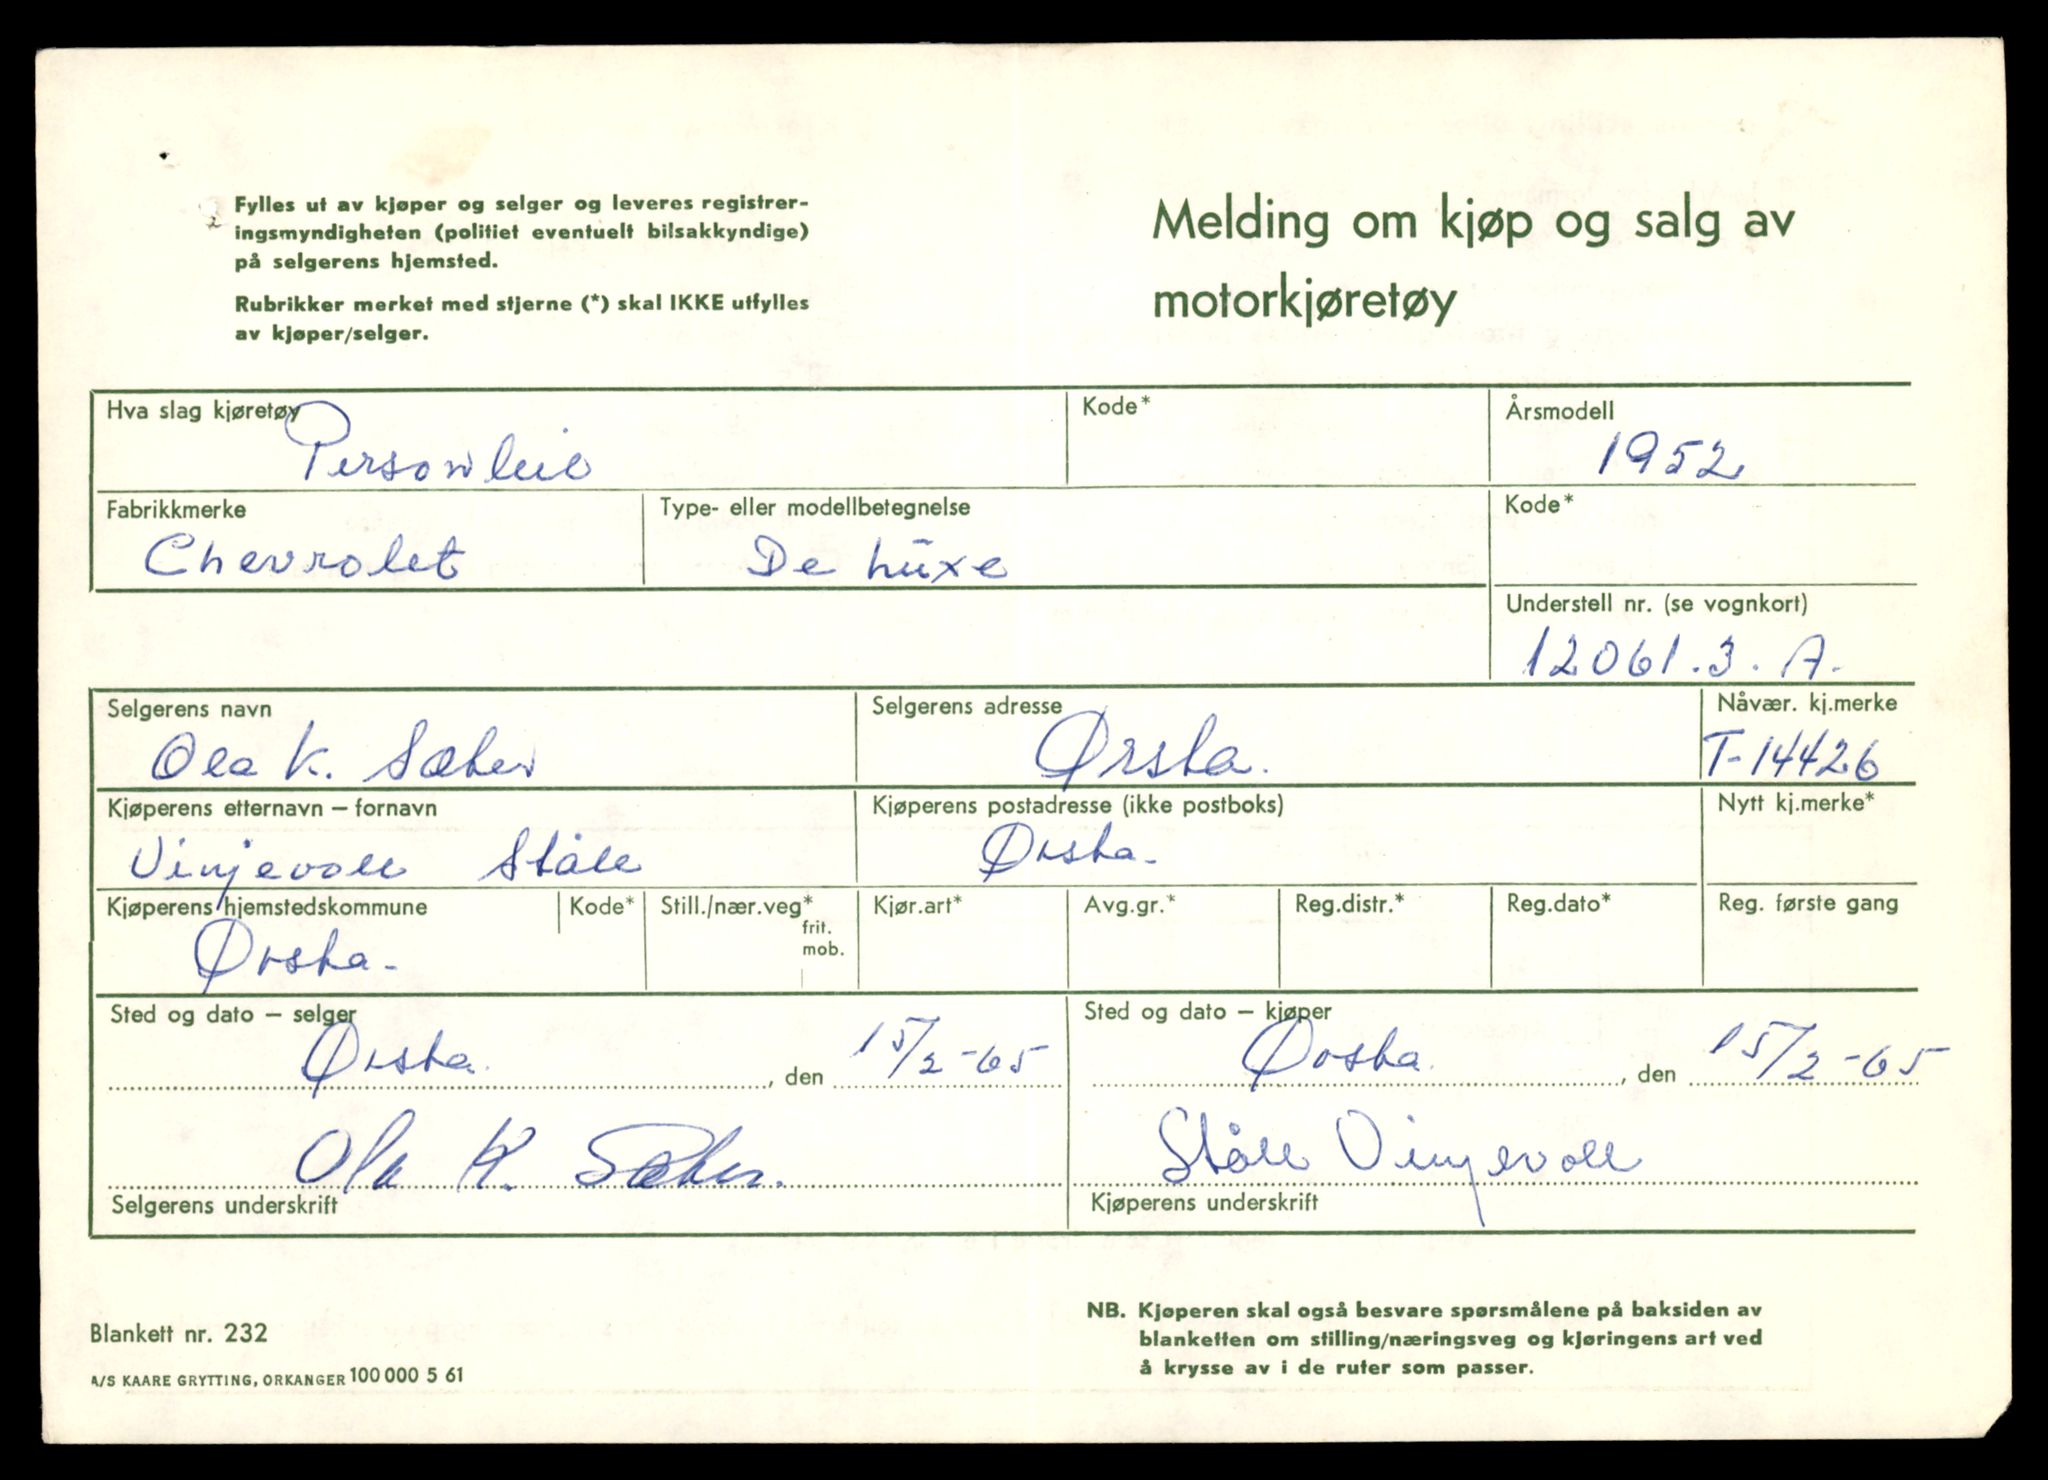 Fylles ut av kjøper og selger og leveres registrer-
ingsmyndigheten (politiet eventuelt bilsakkyndige)
på selgerens hjemsted.
Rubrikker merket med stjerne (*) skal IKKE utfylles
av kjøper/selger.
Melding om kjøp og salg av
motorkjøretøy
Hva slag kjøretøy
Kode*
Årsmodell
Personbil
1952
Fabrikkmerke
Type- eller modellbetegnelse
Kode*
Chevrolet
De Luxe
Understell nr. (se vognkort)
12061.3.A.
Selgerens navn
Selgerens adresse
Nåvær. kj.merke
Ola K. Sæter
Ørsta.
T-14426
Kjøperens etternavn – fornavn
Kjøperens postadresse (ikke postboks)
Nytt kj.merke*
Vinjevoll Ståle
Ørsta.
Kjøperens hjemstedskommune
Kode*
Still./nær.veg*
frit.
mob.
Kjør.art*
Avg.gr.*
Reg.distr.*
Reg.dato*
Reg. første gang
Ørsta.
Sted og dato – selger
Sted og dato – kjøper
Ørsta. , den 15/2-65
Ørsta. , den 15/2-65
Ola K. Sæter.
Ståle Vinjevoll
Selgerens underskrift
Kjøperens underskrift
Blankett nr. 232
A/S KAARE GRYTTING, ORKANGER 100 000 5 61
NB. Kjøperen skal også besvare spørsmålene på baksiden av
blanketten om stilling/næringsveg og kjøringens art ved
å krysse av i de ruter som passer.